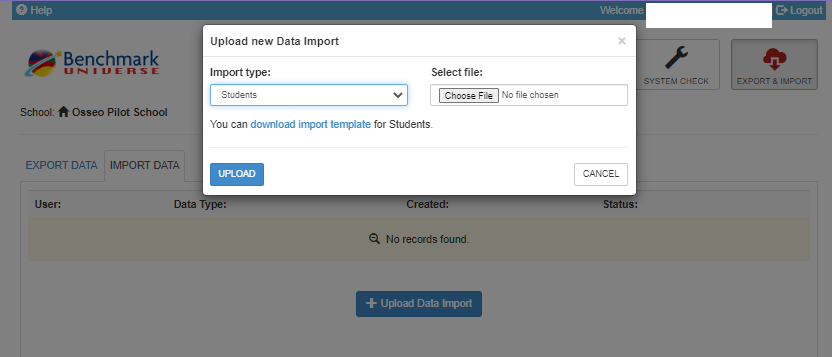 Help
Welcome
Logout
Benchmark
UNIVERSE
SYSTEM CHECK
EXPORT & IMPORT
School: Osseo Pilot School
Upload new Data Import
×
Import type:
Select file:
Students
Choose File No file chosen
You can download import template for Students.
UPLOAD
CANCEL
EXPORT DATA
IMPORT DATA
User:
Data Type:
Created:
Status:
No records found.
Upload Data Import